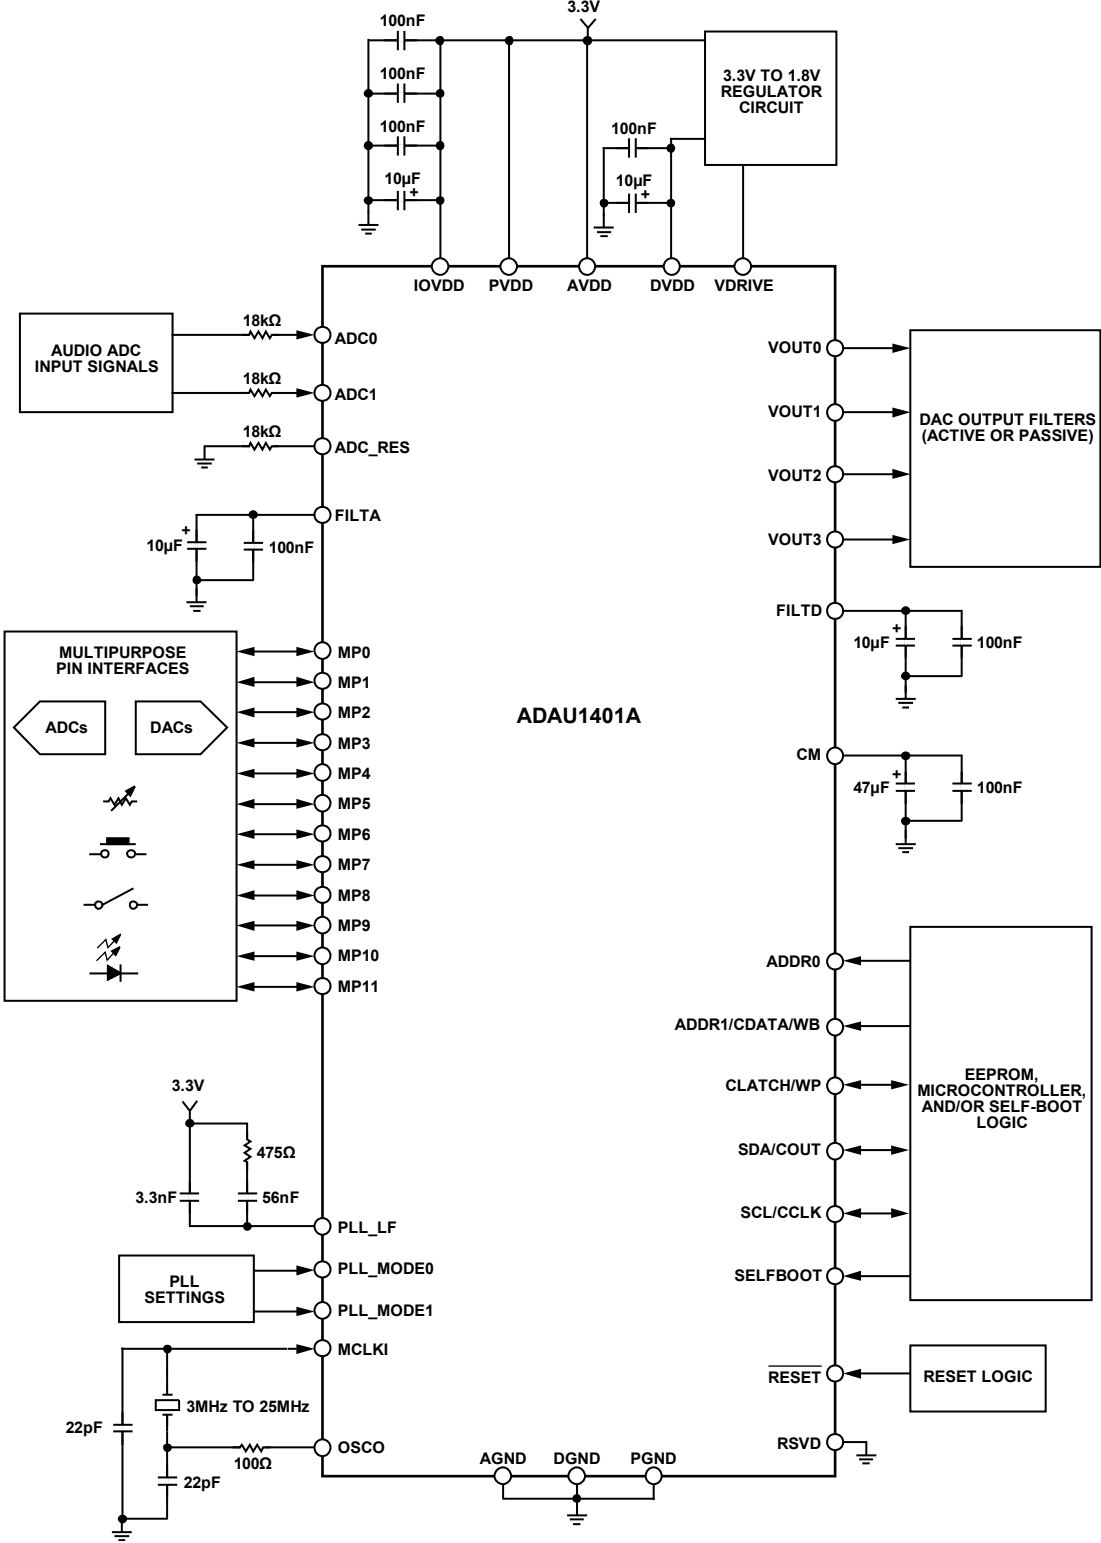 3.3V
100nF
100nF
100nF
10µF
100nF
10µF
3.3V TO 1.8V
REGULATOR
CIRCUIT
IOVDD
PVDD
AVDD
DVDD
VDRIVE
AUDIO ADC
INPUT SIGNALS
18kΩ
18kΩ
18kΩ
ADC0
ADC1
ADC_RES
FILTA
10µF
+
100nF
MULTIPURPOSE
PIN INTERFACES
ADCs
DACs
MP0
MP1
MP2
MP3
MP4
MP5
MP6
MP7
MP8
MP9
MP10
MP11
3.3V
475Ω
3.3nF
56nF
PLL_LF
PLL
SETTINGS
PLL_MODE0
PLL_MODE1
MCLKI
3MHz TO 25MHz
22pF
100Ω
22pF
OSCO
ADAU1401A
AGND
DGND
PGND
VOUT0
VOUT1
VOUT2
VOUT3
DAC OUTPUT FILTERS
(ACTIVE OR PASSIVE)
FILTD
10µF
+
100nF
CM
47µF
+
100nF
ADDR0
ADDR1/CDATA/WB
CLATCH/WP
SDA/COUT
SCL/CCLK
SELFBOOT
EEPROM,
MICROCONTROLLER,
AND/OR SELF-BOOT
LOGIC
RESET
RESET LOGIC
RSVD